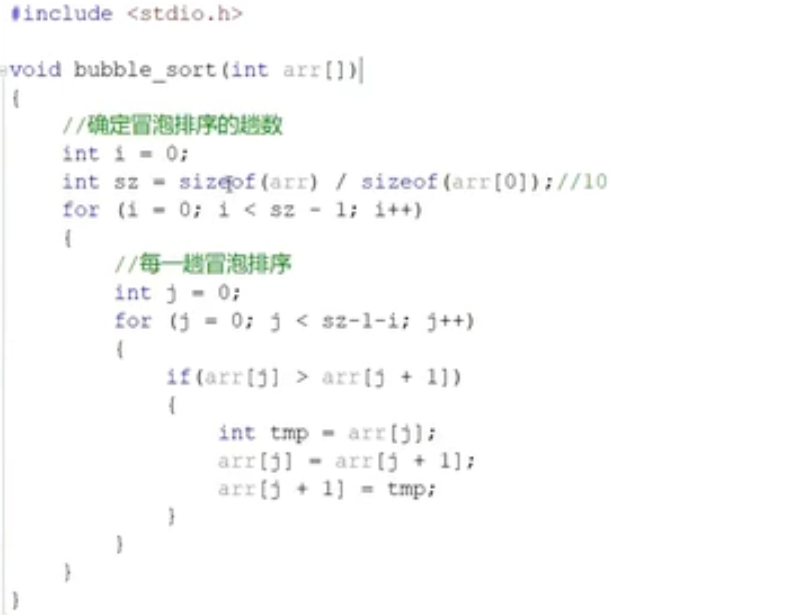 #include <stdio.h>
void bubble_sort(int arr[])
{
//确定冒泡排序的趟数
int i = 0;
int sz = sizeof(arr) / sizeof(arr[0]);//10
for (i = 0; i < sz - 1; i++)
{
//每一趟冒泡排序
int j = 0;
for (j = 0; j < sz-1-i; j++)
{
if(arr[j] > arr[j + 1])
{
int tmp = arr[j];
arr[j] = arr[j + 1];
arr[j + 1] = tmp;
}
}
}
}